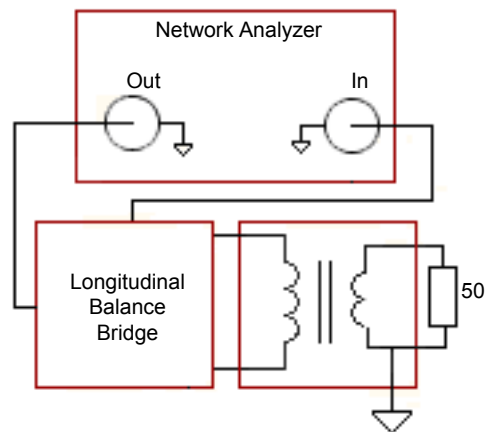 Network Analyzer
Out
In
Longitudinal
Balance
Bridge
50